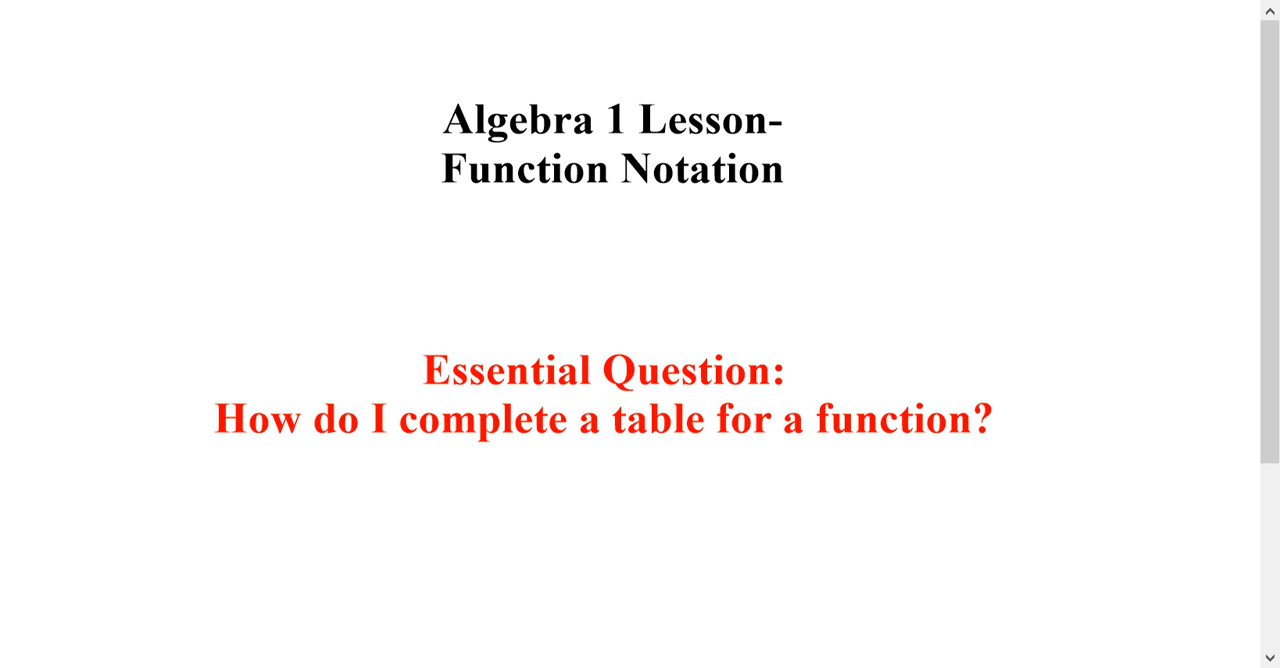 Algebra 1 Lesson-
Function Notation
Essential Question:
How do I complete a table for a function?